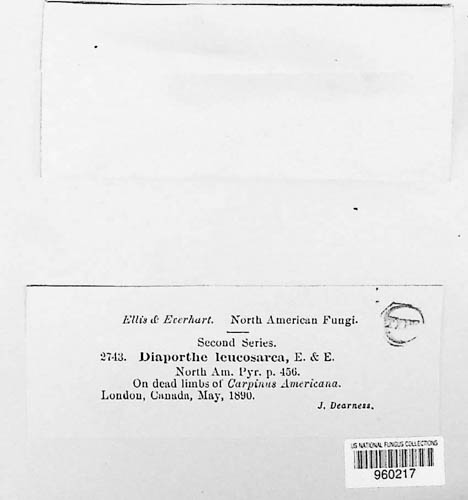 Ellis & Everhart. North American Fungi.
Second Series.
2743. Diaporthe leucosarca, E. & E.
North Am. Pyr. p. 456.
On dead limbs of Carpinus Americana.
London, Canada, May, 1890.
J. Dearness.
US NATIONAL FUNGUS COLLECTIONS
960217